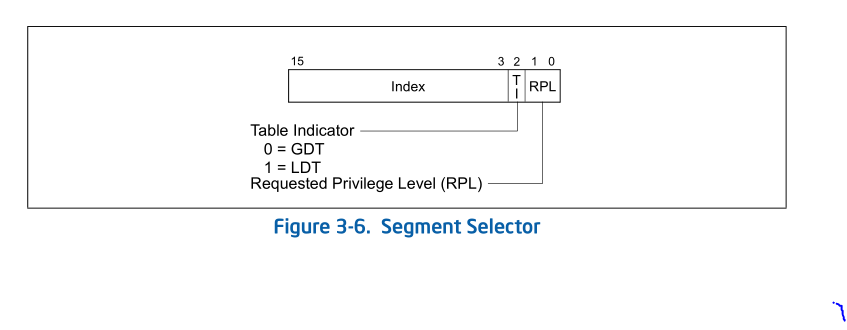 15 3 2 1 0
Index TI RPL
Table Indicator
0 = GDT
1 = LDT
Requested Privilege Level (RPL)
Figure 3-6. Segment Selector